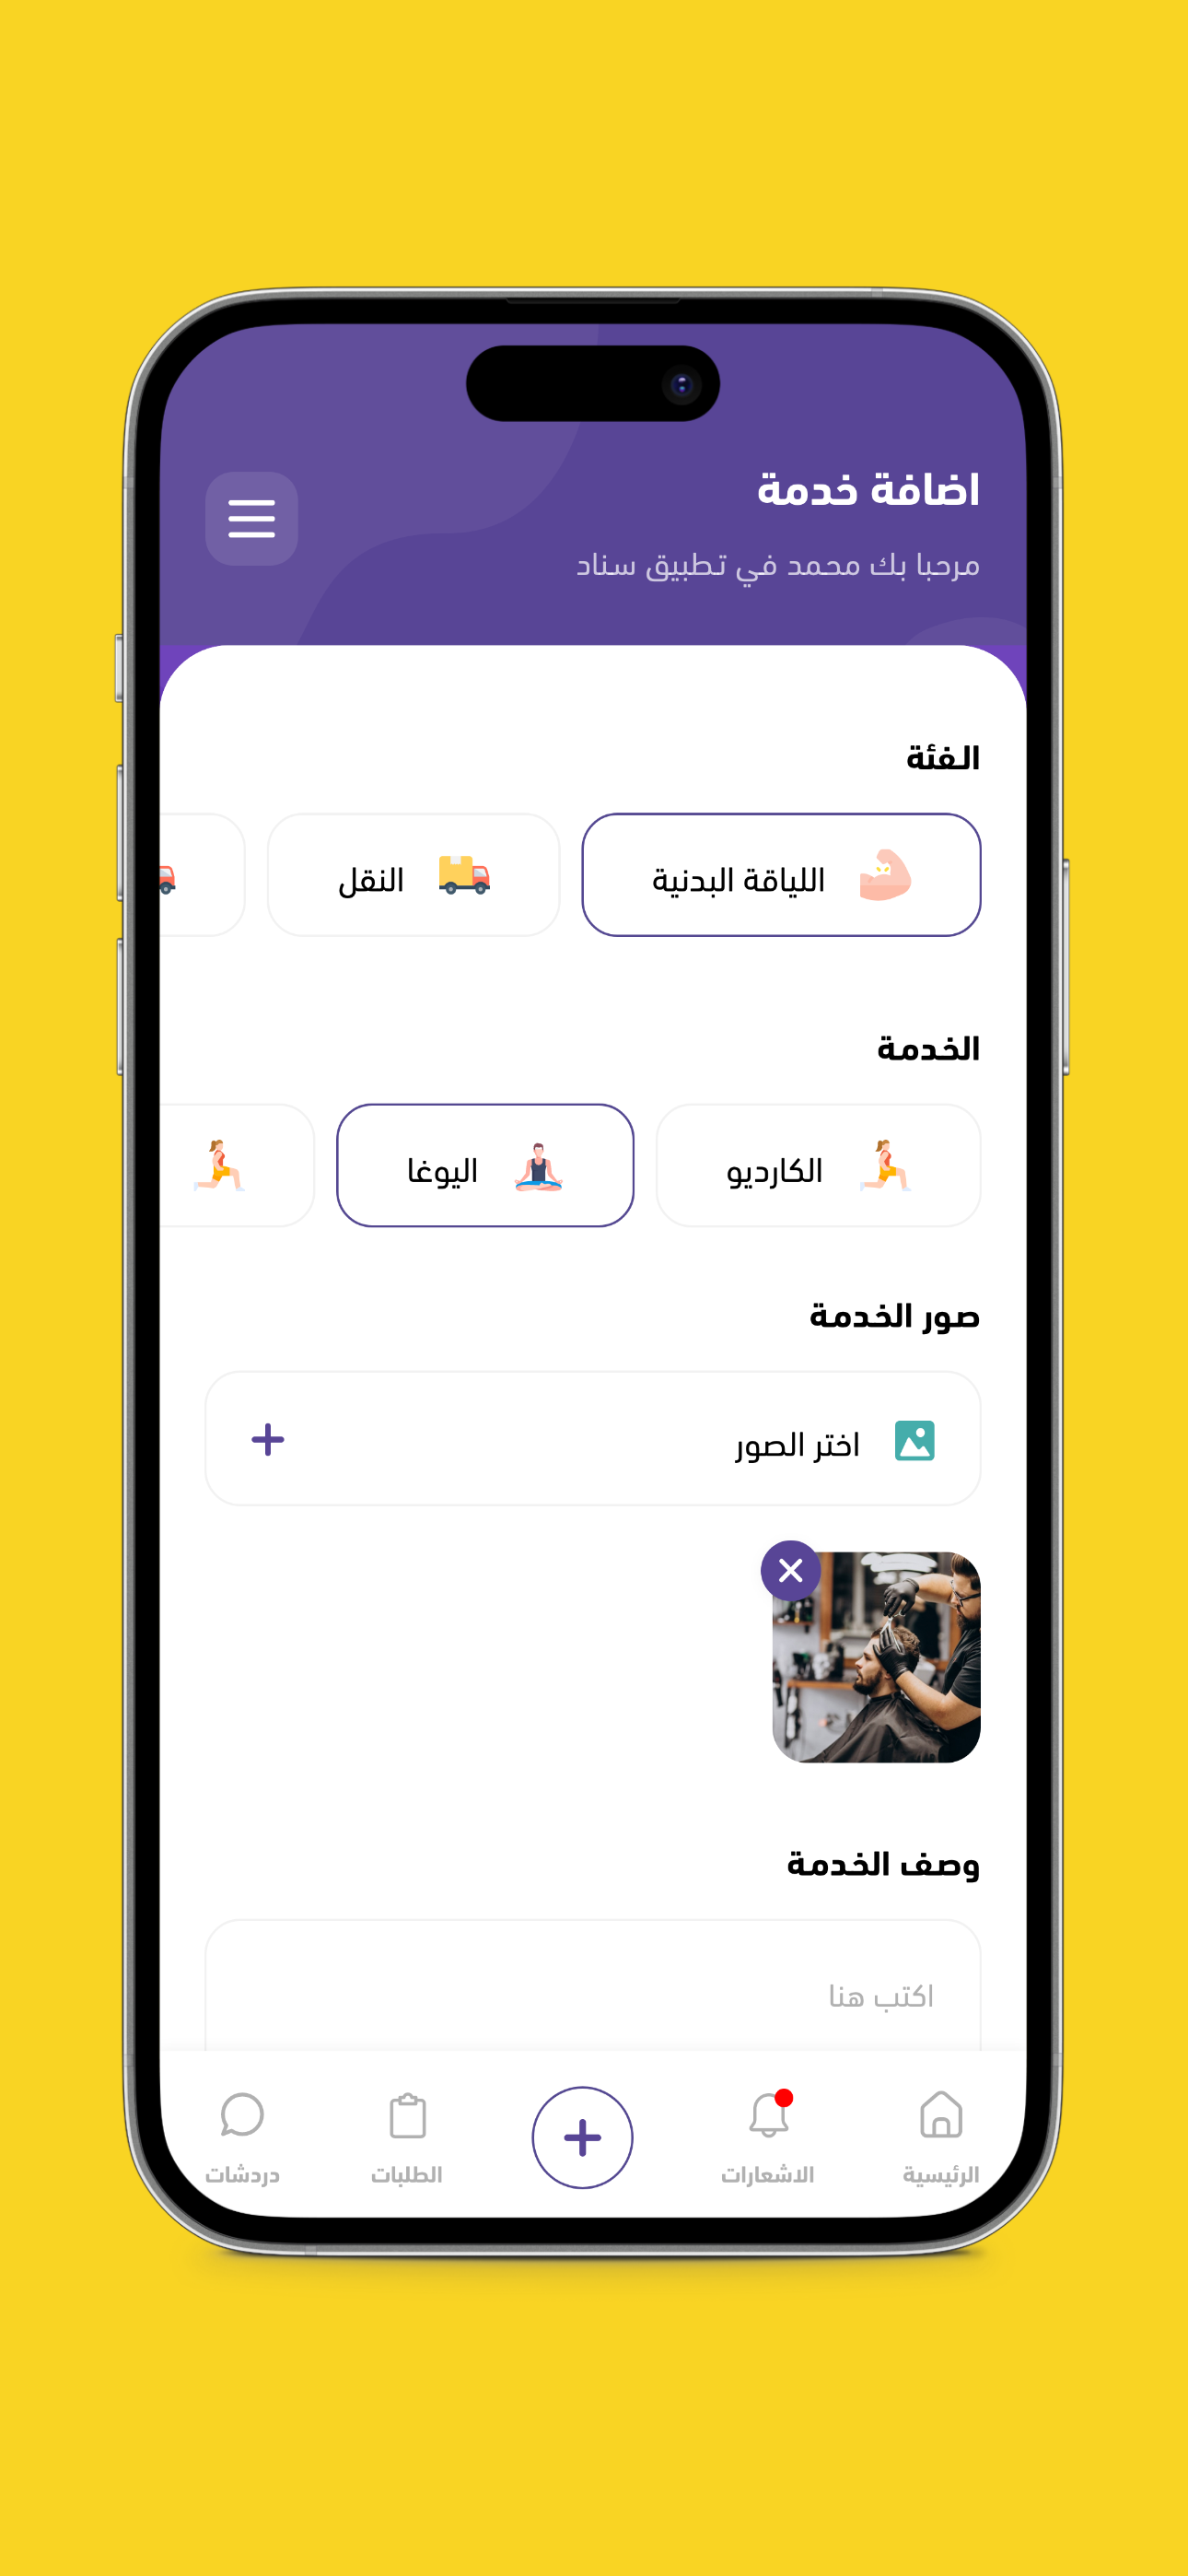 اضافة خدمة
مرحبا بك محمد في تطبيق سناد
الفئة
اللياقة البدنية
النقل
الخدمة
الكارديو
اليوغا
صور الخدمة
اختر الصور
وصف الخدمة
اكتب هنا
الرئيسية
الاشعارات
الطلبات
دردشات